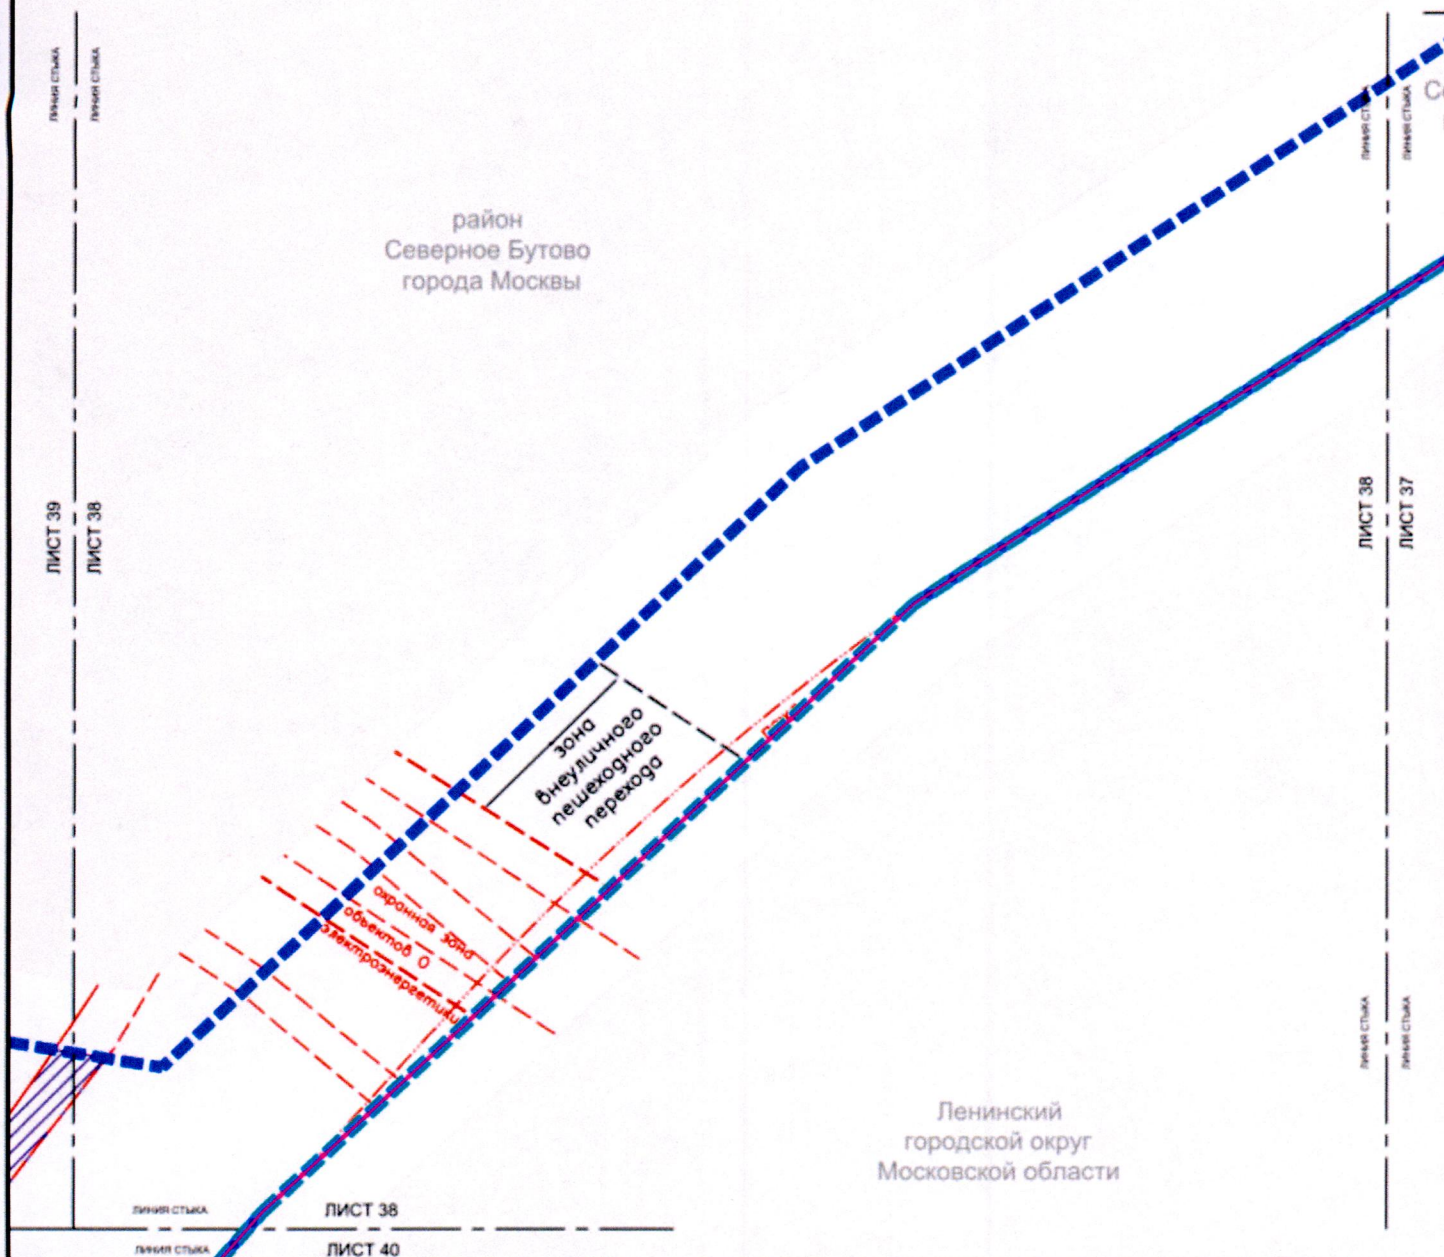 ЛИНИЯ СТЫКА
ЛИНИЯ СТЫКА
ЛИНИЯ СТЫКА
район
Северное Бутово
города Москвы
ЛИСТ 39
ЛИСТ 38
ЛИСТ 38
ЛИСТ 37
зона
внеуличного
пешеходного
перехода
охранная зона
объектов
электроэнергетики
ЛИНИЯ СТЫКА
ЛИНИЯ СТЫКА
Ленинский
городской округ
Московской области
ЛИНИЯ СТЫКА
ЛИСТ 38
ЛИНИЯ СТЫКА
ЛИСТ 40